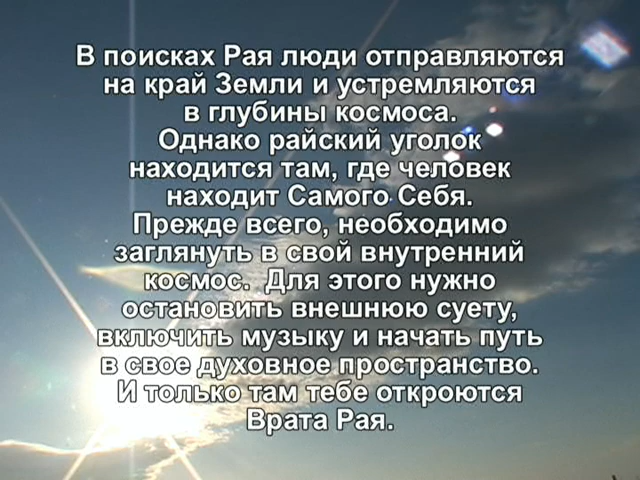 В поисках Рая люди отправляются
на край Земли и устремляются
в глубины космоса.
Однако райский уголок
находится там, где человек
находит Самого Себя.
Прежде всего, необходимо
заглянуть в свой внутренний
космос.  Для этого нужно
остановить внешнюю суету,
включить музыку и начать путь
в свое духовное пространство.
И только там тебе откроются
Врата Рая.